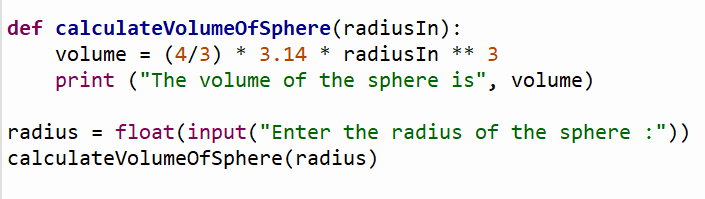 def calculateVolumeOfSphere(radiusIn):
    volume = (4/3) * 3.14 * radiusIn ** 3
    print ("The volume of the sphere is", volume)

radius = float(input("Enter the radius of the sphere :"))
calculateVolumeOfSphere(radius)